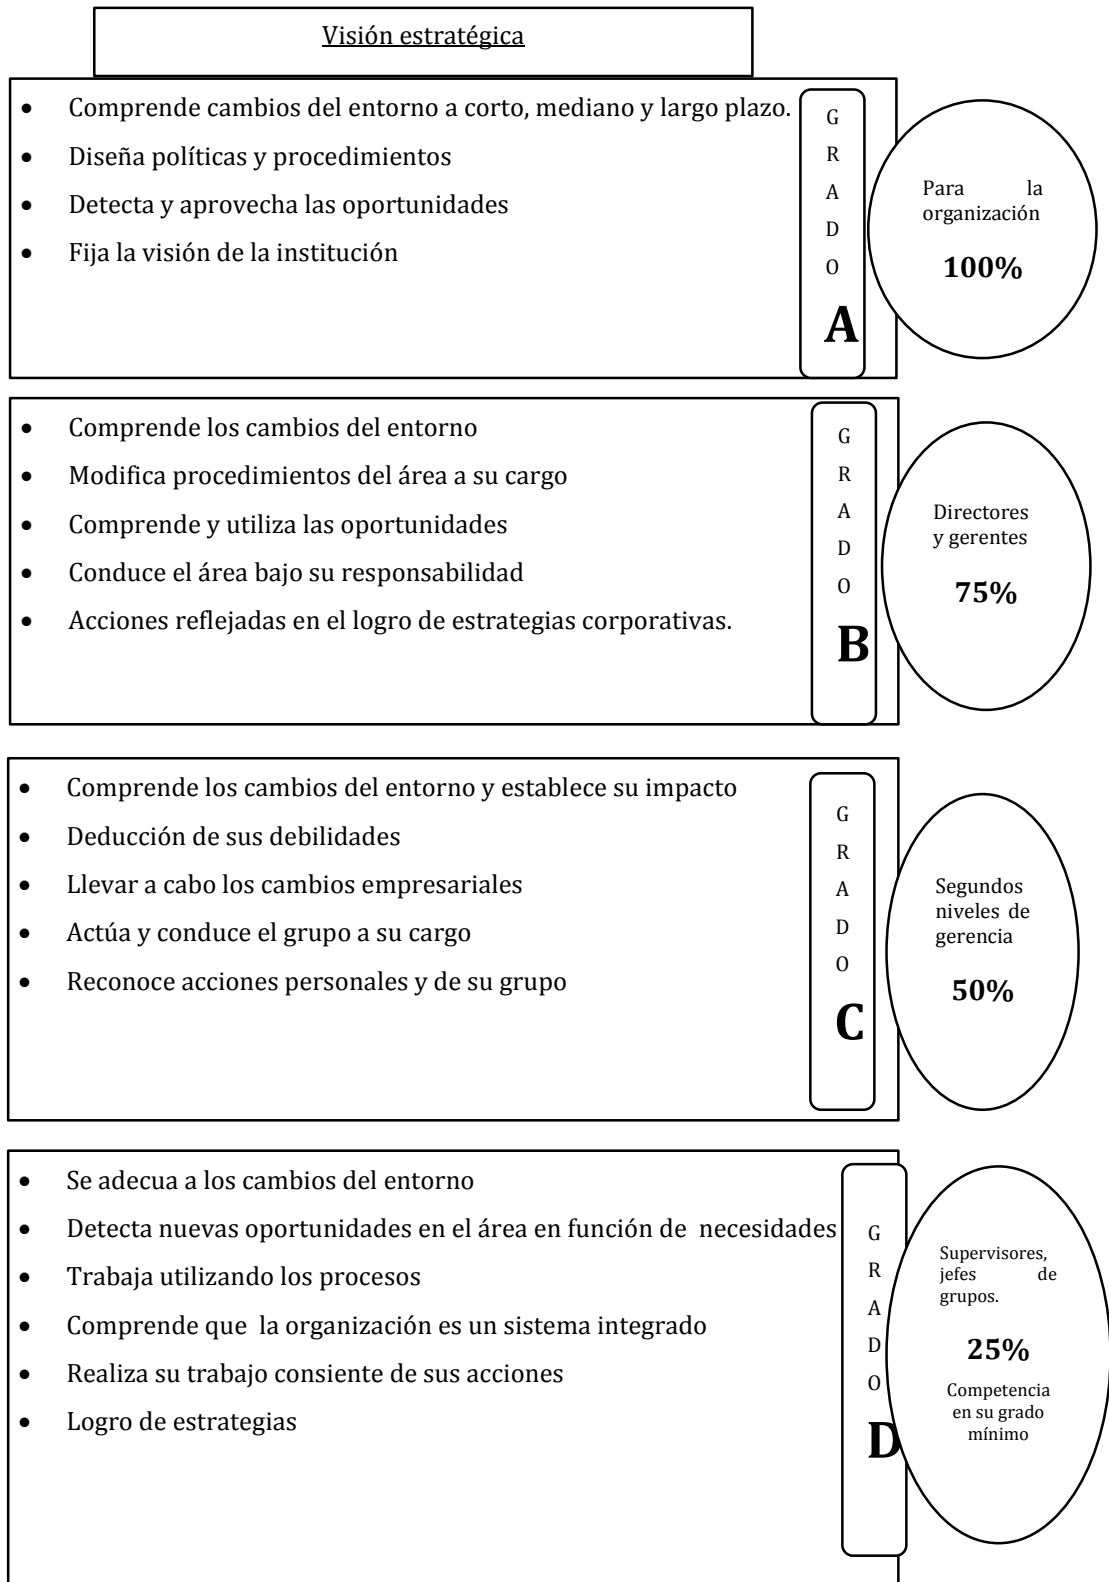 Visión estratégica
• Comprende cambios del entorno a corto, mediano y largo plazo.
• Diseña políticas y procedimientos
• Detecta y aprovecha las oportunidades
• Fija la visión de la institución
G
R
A
D
O
A
Para la
organización
100%
• Comprende los cambios del entorno
• Modifica procedimientos del área a su cargo
• Comprende y utiliza las oportunidades
• Conduce el área bajo su responsabilidad
• Acciones reflejadas en el logro de estrategias corporativas.
G
R
A
D
O
B
Directores
y gerentes
75%
• Comprende los cambios del entorno y establece su impacto
• Deducción de sus debilidades
• Llevar a cabo los cambios empresariales
• Actúa y conduce el grupo a su cargo
• Reconoce acciones personales y de su grupo
G
R
A
D
O
C
Segundos
niveles de
gerencia
50%
• Se adecua a los cambios del entorno
• Detecta nuevas oportunidades en el área en función de necesidades
• Trabaja utilizando los procesos
• Comprende que la organización es un sistema integrado
• Realiza su trabajo consiente de sus acciones
• Logro de estrategias
G
R
A
D
O
D
Supervisores,
jefes de
grupos.
25%
Competencia
en su grado
mínimo